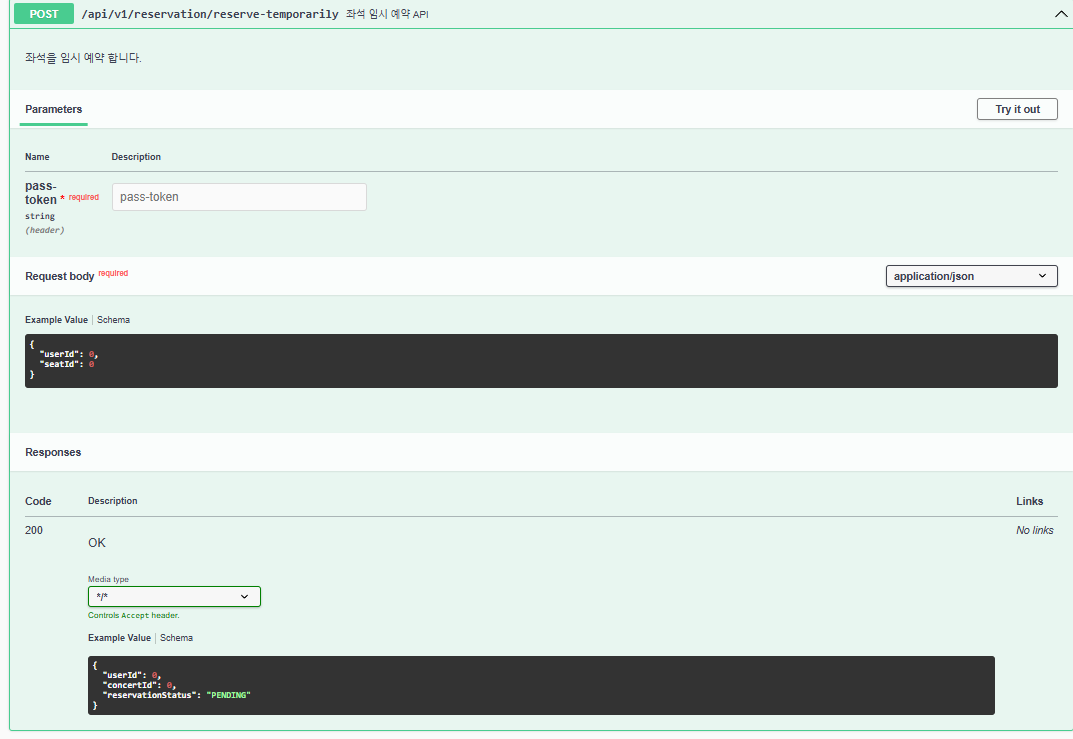 POST /api/v1/reservation/reserve-temporarily 좌석 임시 예약 API
좌석을 임시 예약 합니다.
Parameters
Try it out
Name Description
pass-
token * required
string
(header)
pass-token
Request body required
application/json
Example Value | Schema
{
  "userId": 0,
  "seatId": 0
}
Responses
Code Description Links
200 OK No links
Media type
*/*
Controls Accept header.
Example Value | Schema
{
  "userId": 0,
  "concertId": 0,
  "reservationStatus": "PENDING"
}